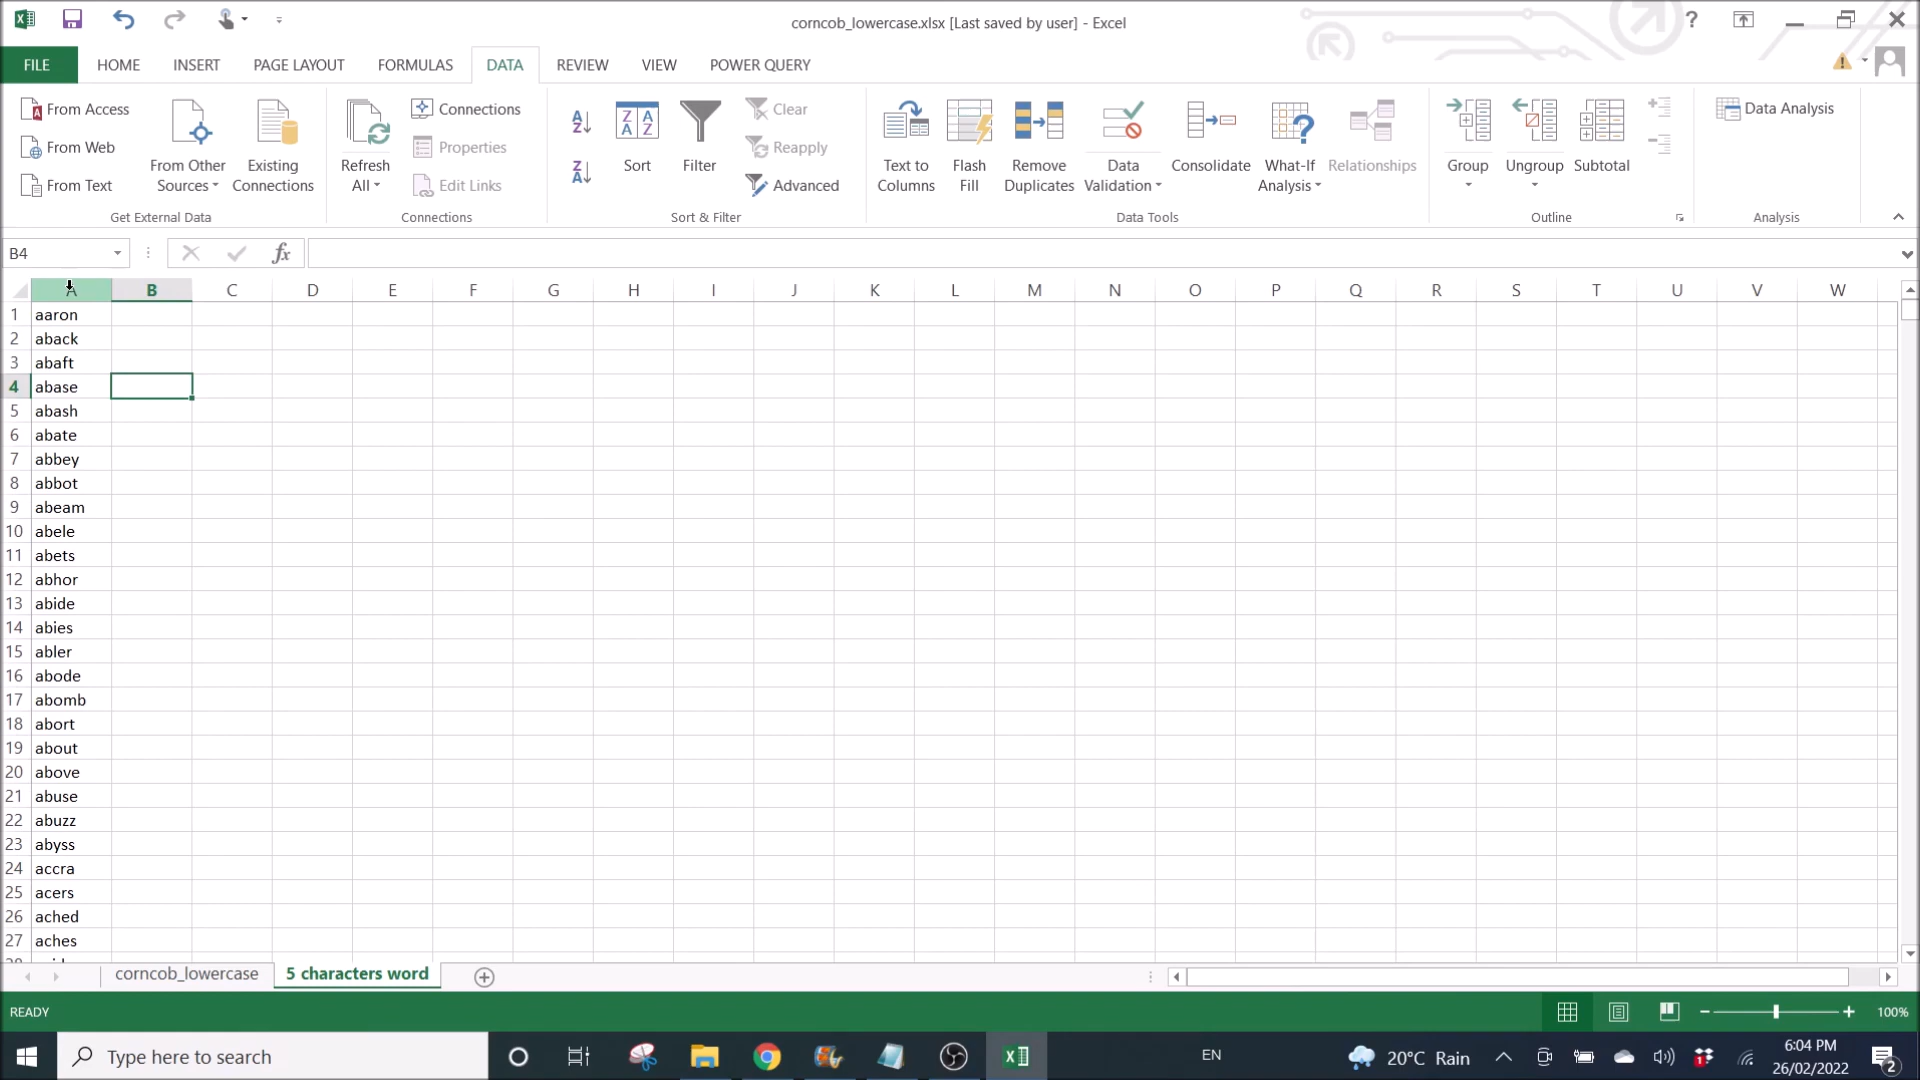 corncob_lowercase.xlsx [Last saved by user] - Excel
?
FILE
HOME
INSERT
PAGE LAYOUT
FORMULAS
DATA
REVIEW
VIEW
POWER QUERY
From Access
From Web
From Text
From Other Sources
Existing Connections
Get External Data
Refresh All
Connections
Properties
Edit Links
Connections
Sort
Filter
Clear
Reapply
Advanced
Sort & Filter
Text to Columns
Flash Fill
Remove Duplicates
Data Validation
Consolidate
What-If Analysis
Relationships
Data Tools
Group
Ungroup
Subtotal
Outline
Data Analysis
Analysis
B4
fx
A B C D E F G H I J K L M N O P Q R S T U V W
1 aaron
2 aback
3 abaft
4 abase
5 abash
6 abate
7 abbey
8 abbot
9 abeam
10 abele
11 abets
12 abhor
13 abide
14 abies
15 abler
16 abode
17 abomb
18 abort
19 about
20 above
21 abuse
22 abuzz
23 abyss
24 accra
25 acers
26 ached
27 aches
corncob_lowercase
5 characters word
READY
100%
Type here to search
EN
20°C Rain
1
6:04 PM
26/02/2022
2